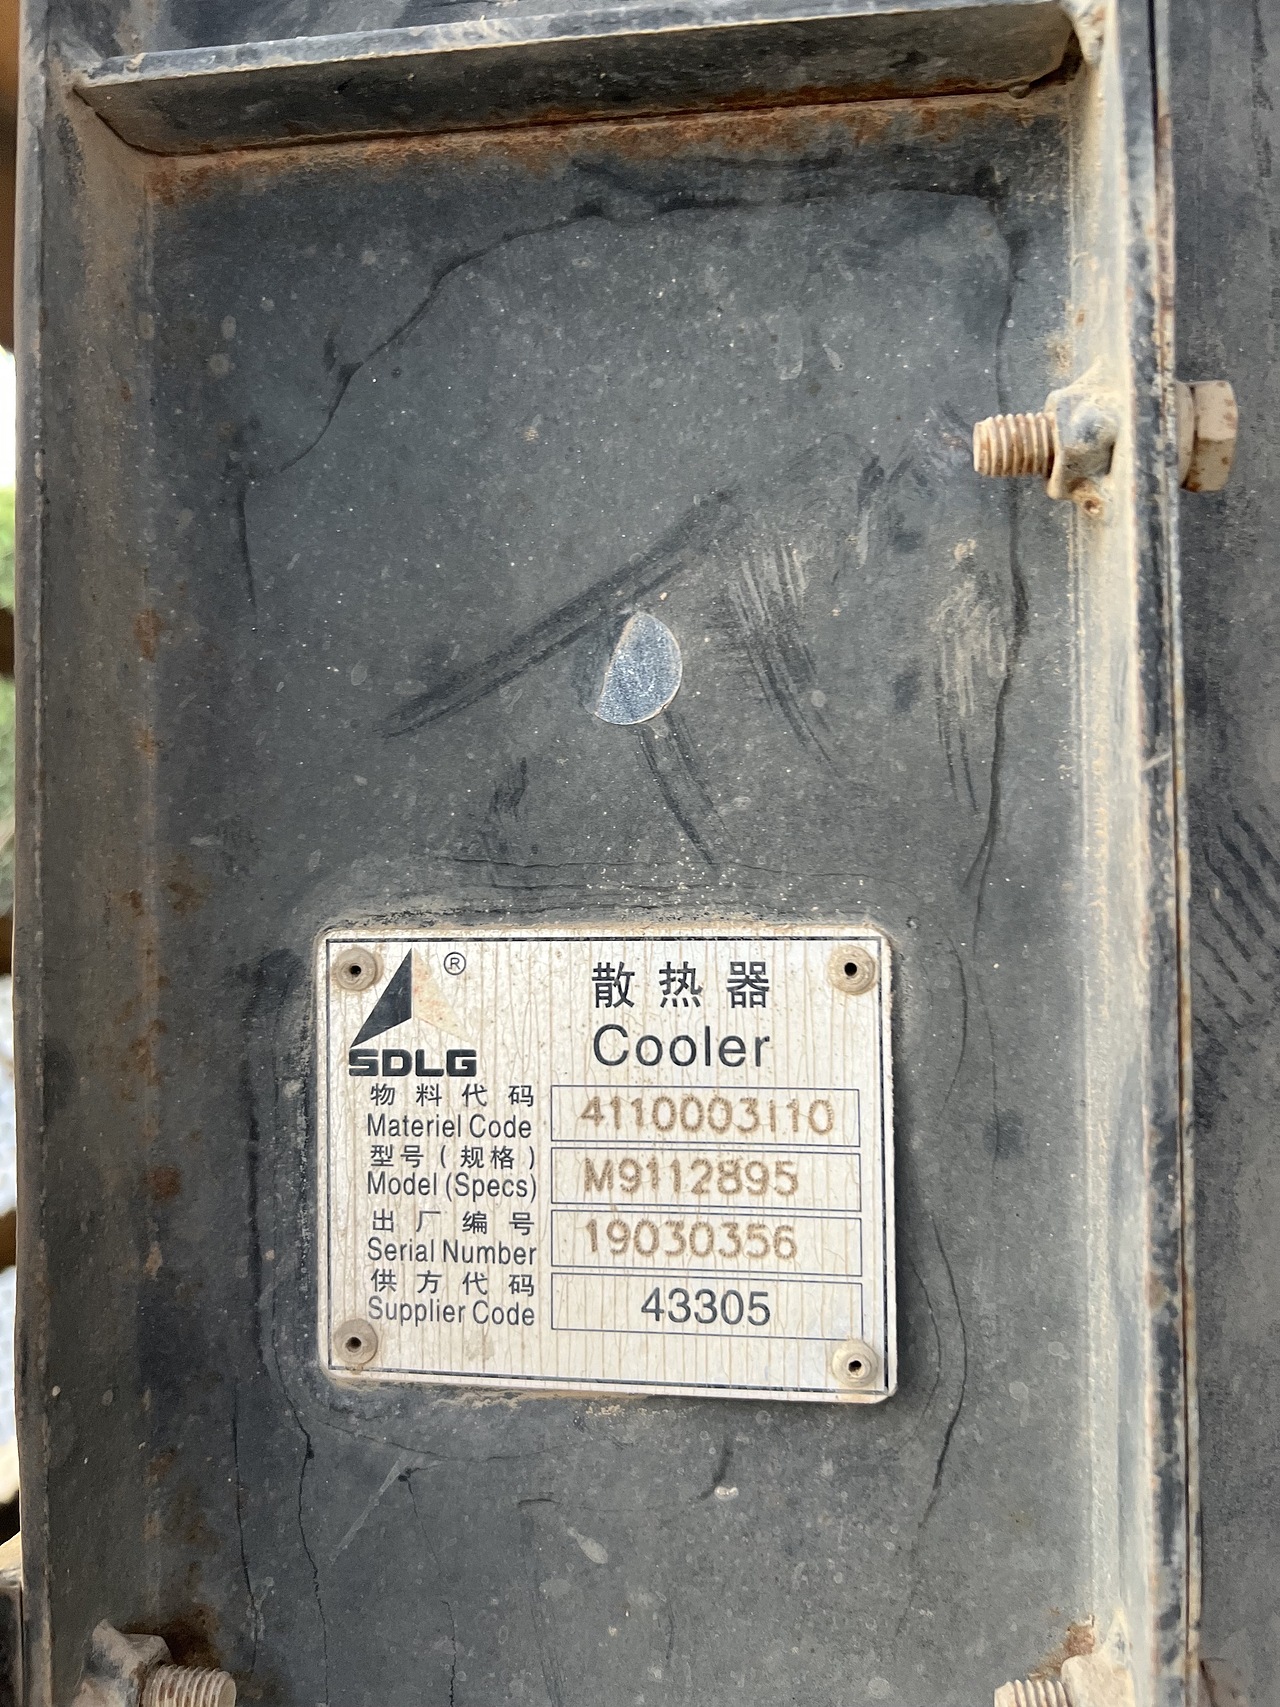 ®
SDLG
散热器
Cooler
物料代码
Materiel Code
4110003110
型号(规格)
Model (Specs)
M9112895
出厂编号
Serial Number
19030356
供方代码
Supplier Code
43305